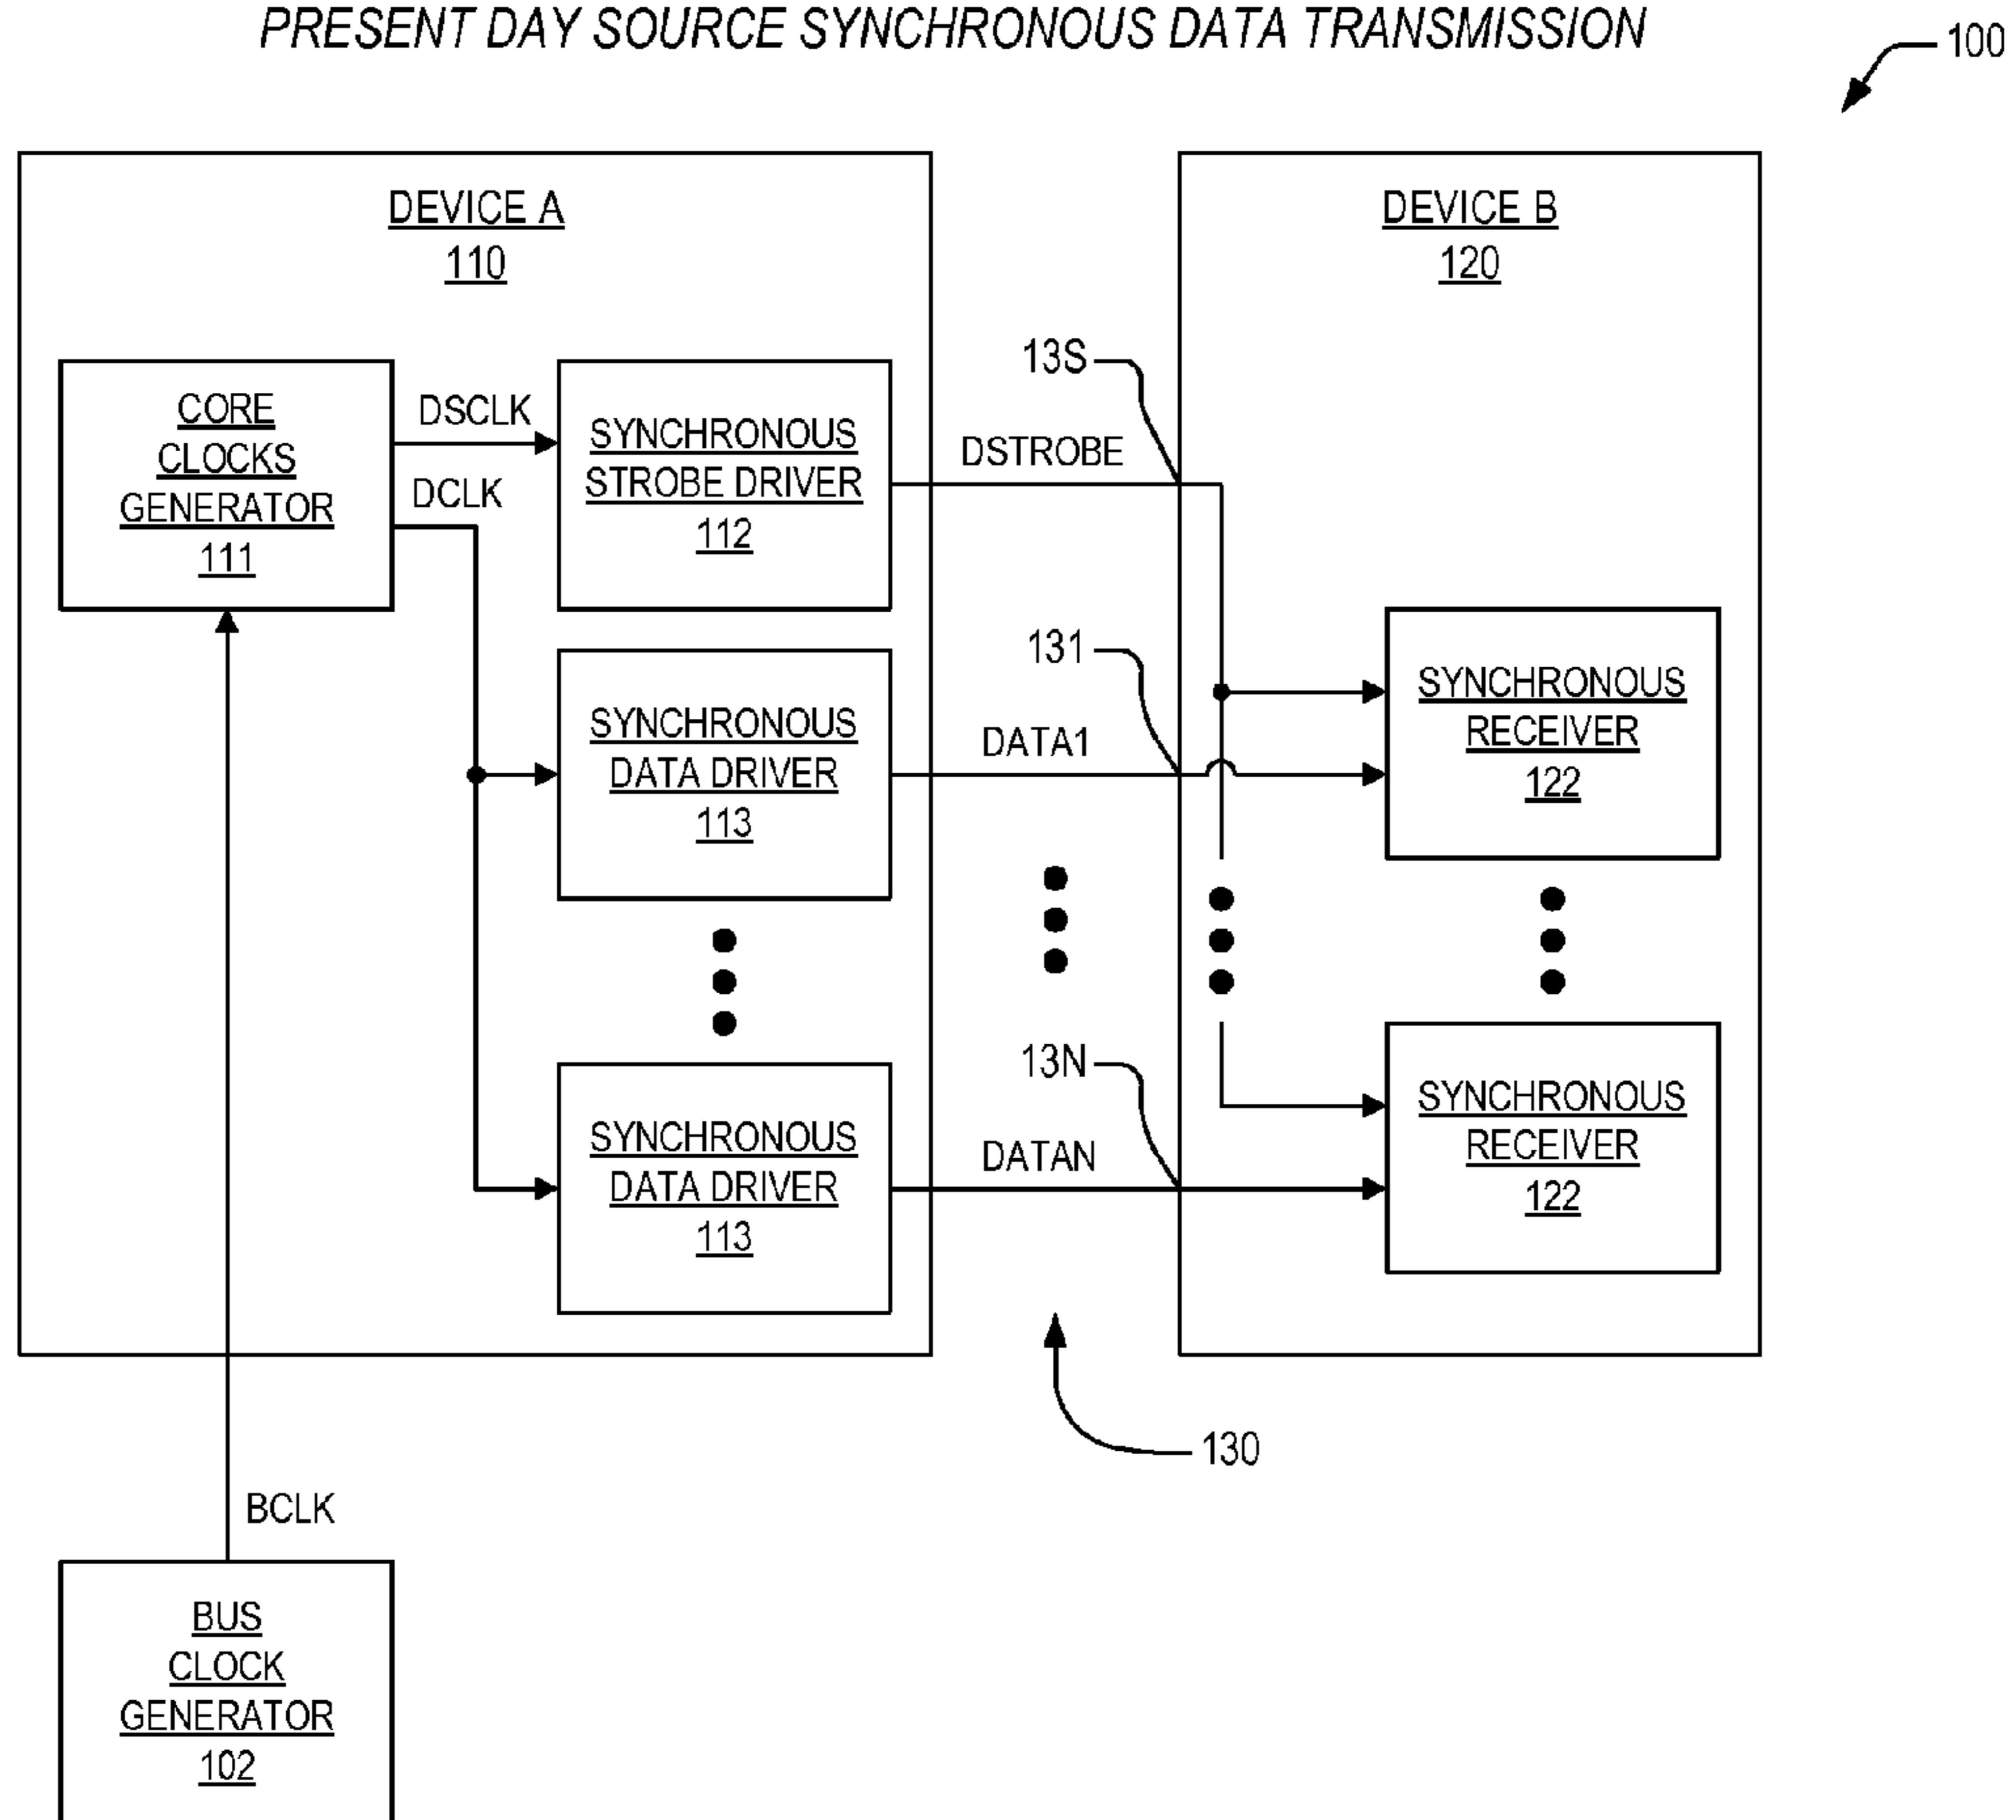 PRESENT DAY SOURCE SYNCHRONOUS DATA TRANSMISSION
100
DEVICE A
110
DEVICE B
120
CORE
CLOCKS
GENERATOR
111
DSCLK
DCLK
SYNCHRONOUS
STROBE DRIVER
112
13S
DSTROBE
SYNCHRONOUS
DATA DRIVER
113
131
DATA1
SYNCHRONOUS
RECEIVER
122
SYNCHRONOUS
DATA DRIVER
113
13N
DATAN
SYNCHRONOUS
RECEIVER
122
130
BCLK
BUS
CLOCK
GENERATOR
102